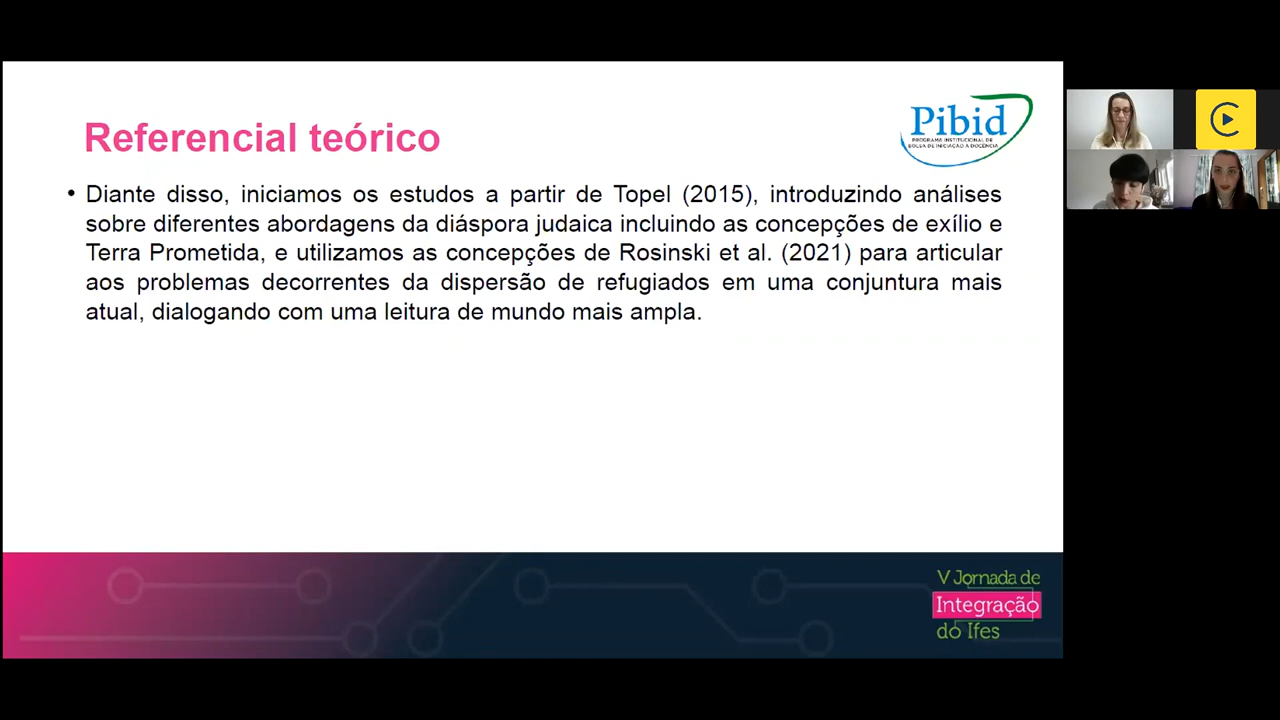 Referencial teórico
Pibid
PROGRAMA INSTITUCIONAL DE
BOLSA DE INICIAÇÃO À DOCÊNCIA
• Diante disso, iniciamos os estudos a partir de Topel (2015), introduzindo análises
sobre diferentes abordagens da diáspora judaica incluindo as concepções de exílio e
Terra Prometida, e utilizamos as concepções de Rosinski et al. (2021) para articular
aos problemas decorrentes da dispersão de refugiados em uma conjuntura mais
atual, dialogando com uma leitura de mundo mais ampla.
V Jornada de
Integração
do Ifes